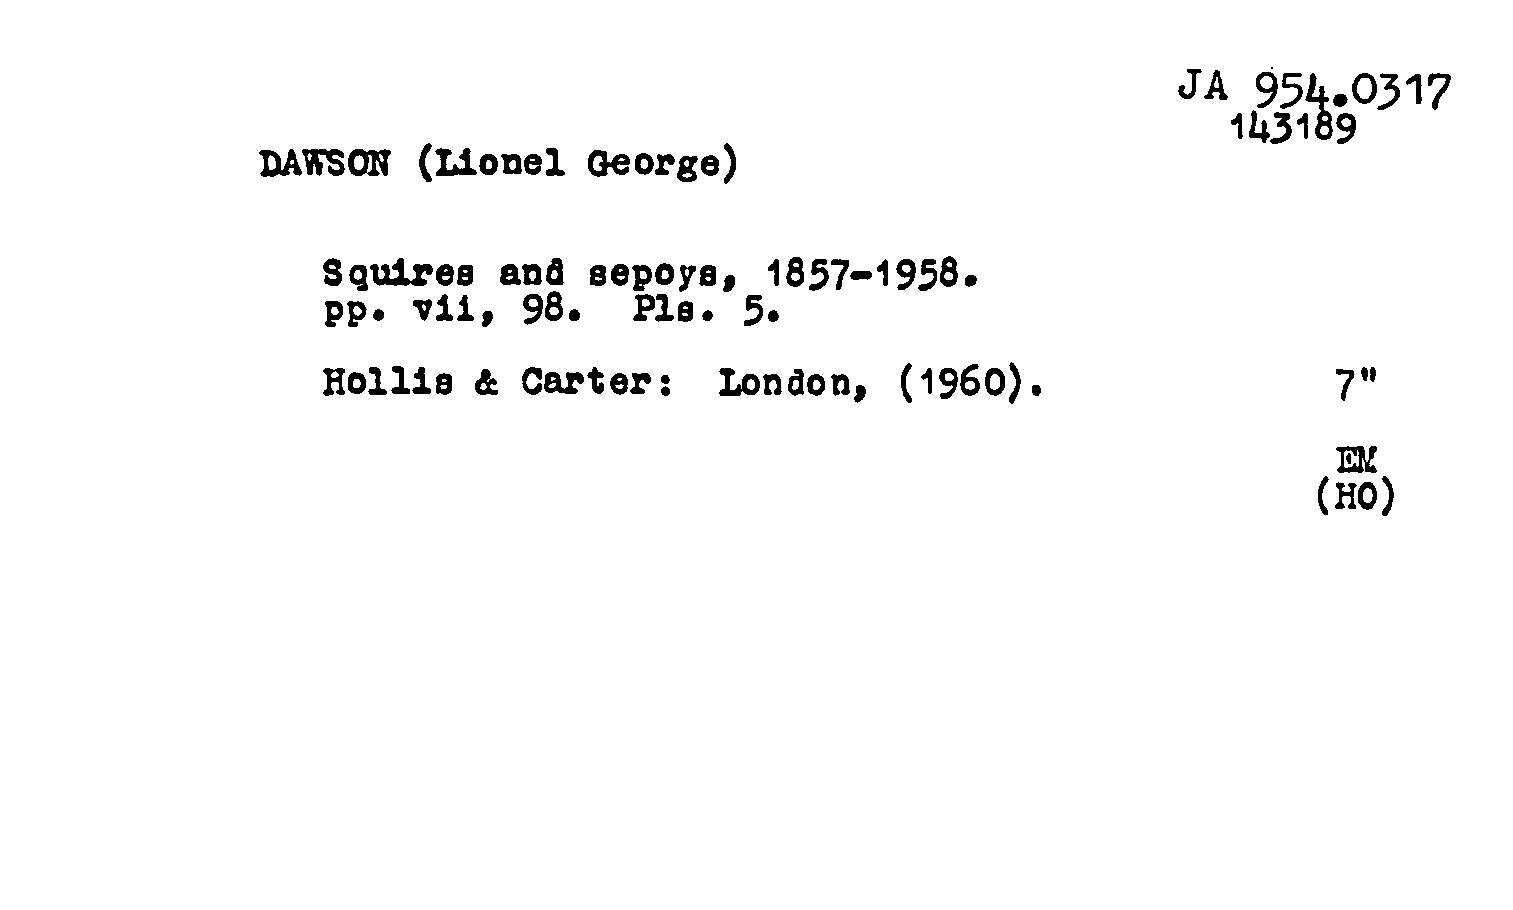 JA 954.0317
143189
DAWSON (Lionel George)
Squires and sepoys, 1857-1958.
pp. vii, 98. Pls. 5.
Hollis & Carter: London, (1960). 7"
EM
(HO)